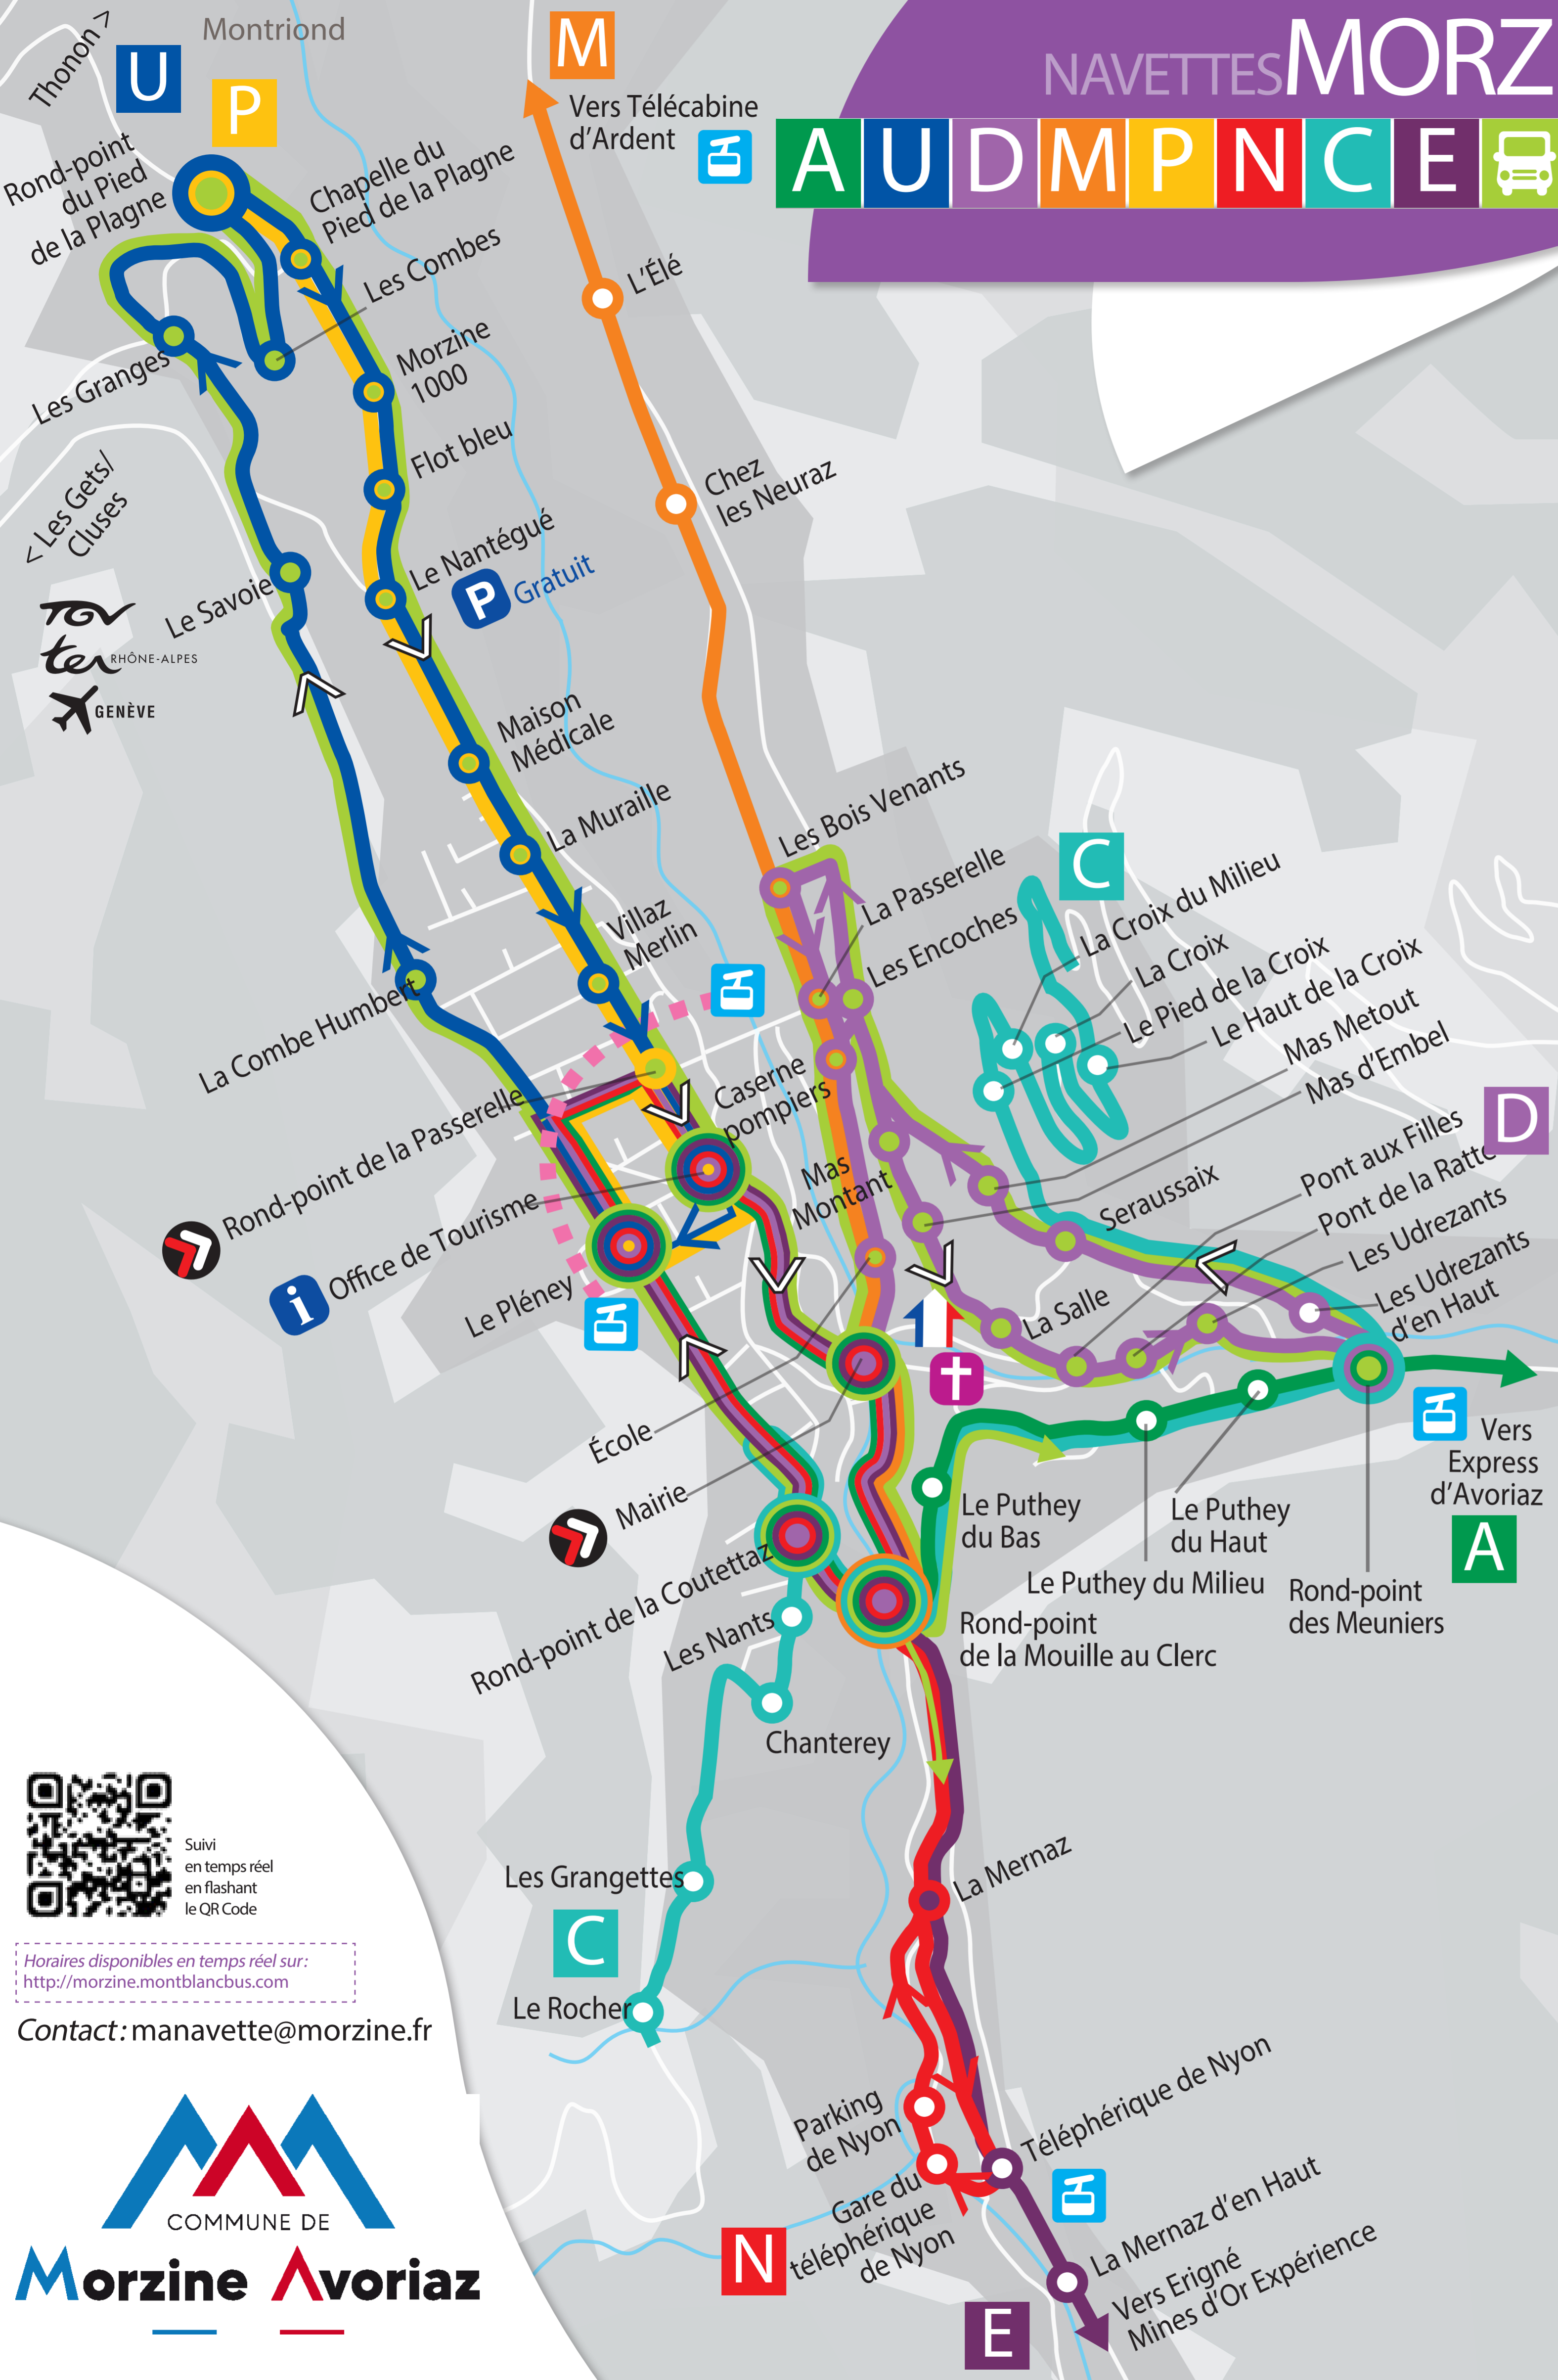 NAVETTESMORZ
A U D M P N C E
Montriond
Thonon >
U
P
M
Vers Télécabine
d'Ardent
Rond-point
du Pied
de la Plagne
Chapelle du
Pied de la Plagne
Les Combes
L'Élé
Les Granges
Morzine
1000
Flot bleu
Chez
les Neuraz
< Les Gets/
Cluses
Le Nantégué
P Gratuit
Le Savoie
TGV
ter RHÔNE-ALPES
GENÈVE
Maison
Médicale
La Muraille
Les Bois Venants
La Passerelle
C
La Croix du Milieu
Villaz
Merlin
Les Encoches
La Croix
Le Pied de la Croix
Le Haut de la Croix
La Combe Humbert
Mas Metout
Mas d'Embel
Caserne
pompiers
Rond-point de la Passerelle
D
Pont aux Filles
Pont de la Ratte
Mas
Montant
Seraussaix
Les Udrezants
Les Udrezants
d'en Haut
i Office de Tourisme
Le Pléney
La Salle
École
Mairie
Vers
Express
d'Avoriaz
A
Le Puthey
du Bas
Le Puthey
du Haut
Le Puthey du Milieu
Rond-point
des Meuniers
Rond-point de la Coutettaz
Rond-point
de la Mouille au Clerc
Les Nants
Chanterey
Suivi
en temps réel
en flashant
le QR Code
La Mernaz
Les Grangettes
C
Horaires disponibles en temps réel sur :
http://morzine.montblancbus.com
Le Rocher
Contact : manavette@morzine.fr
Parking
de Nyon
Téléphérique de Nyon
Gare du
téléphérique
de Nyon
N
La Mernaz d'en Haut
Vers Erigné
Mines d'Or Expérience
E
COMMUNE DE
Morzine Avoriaz